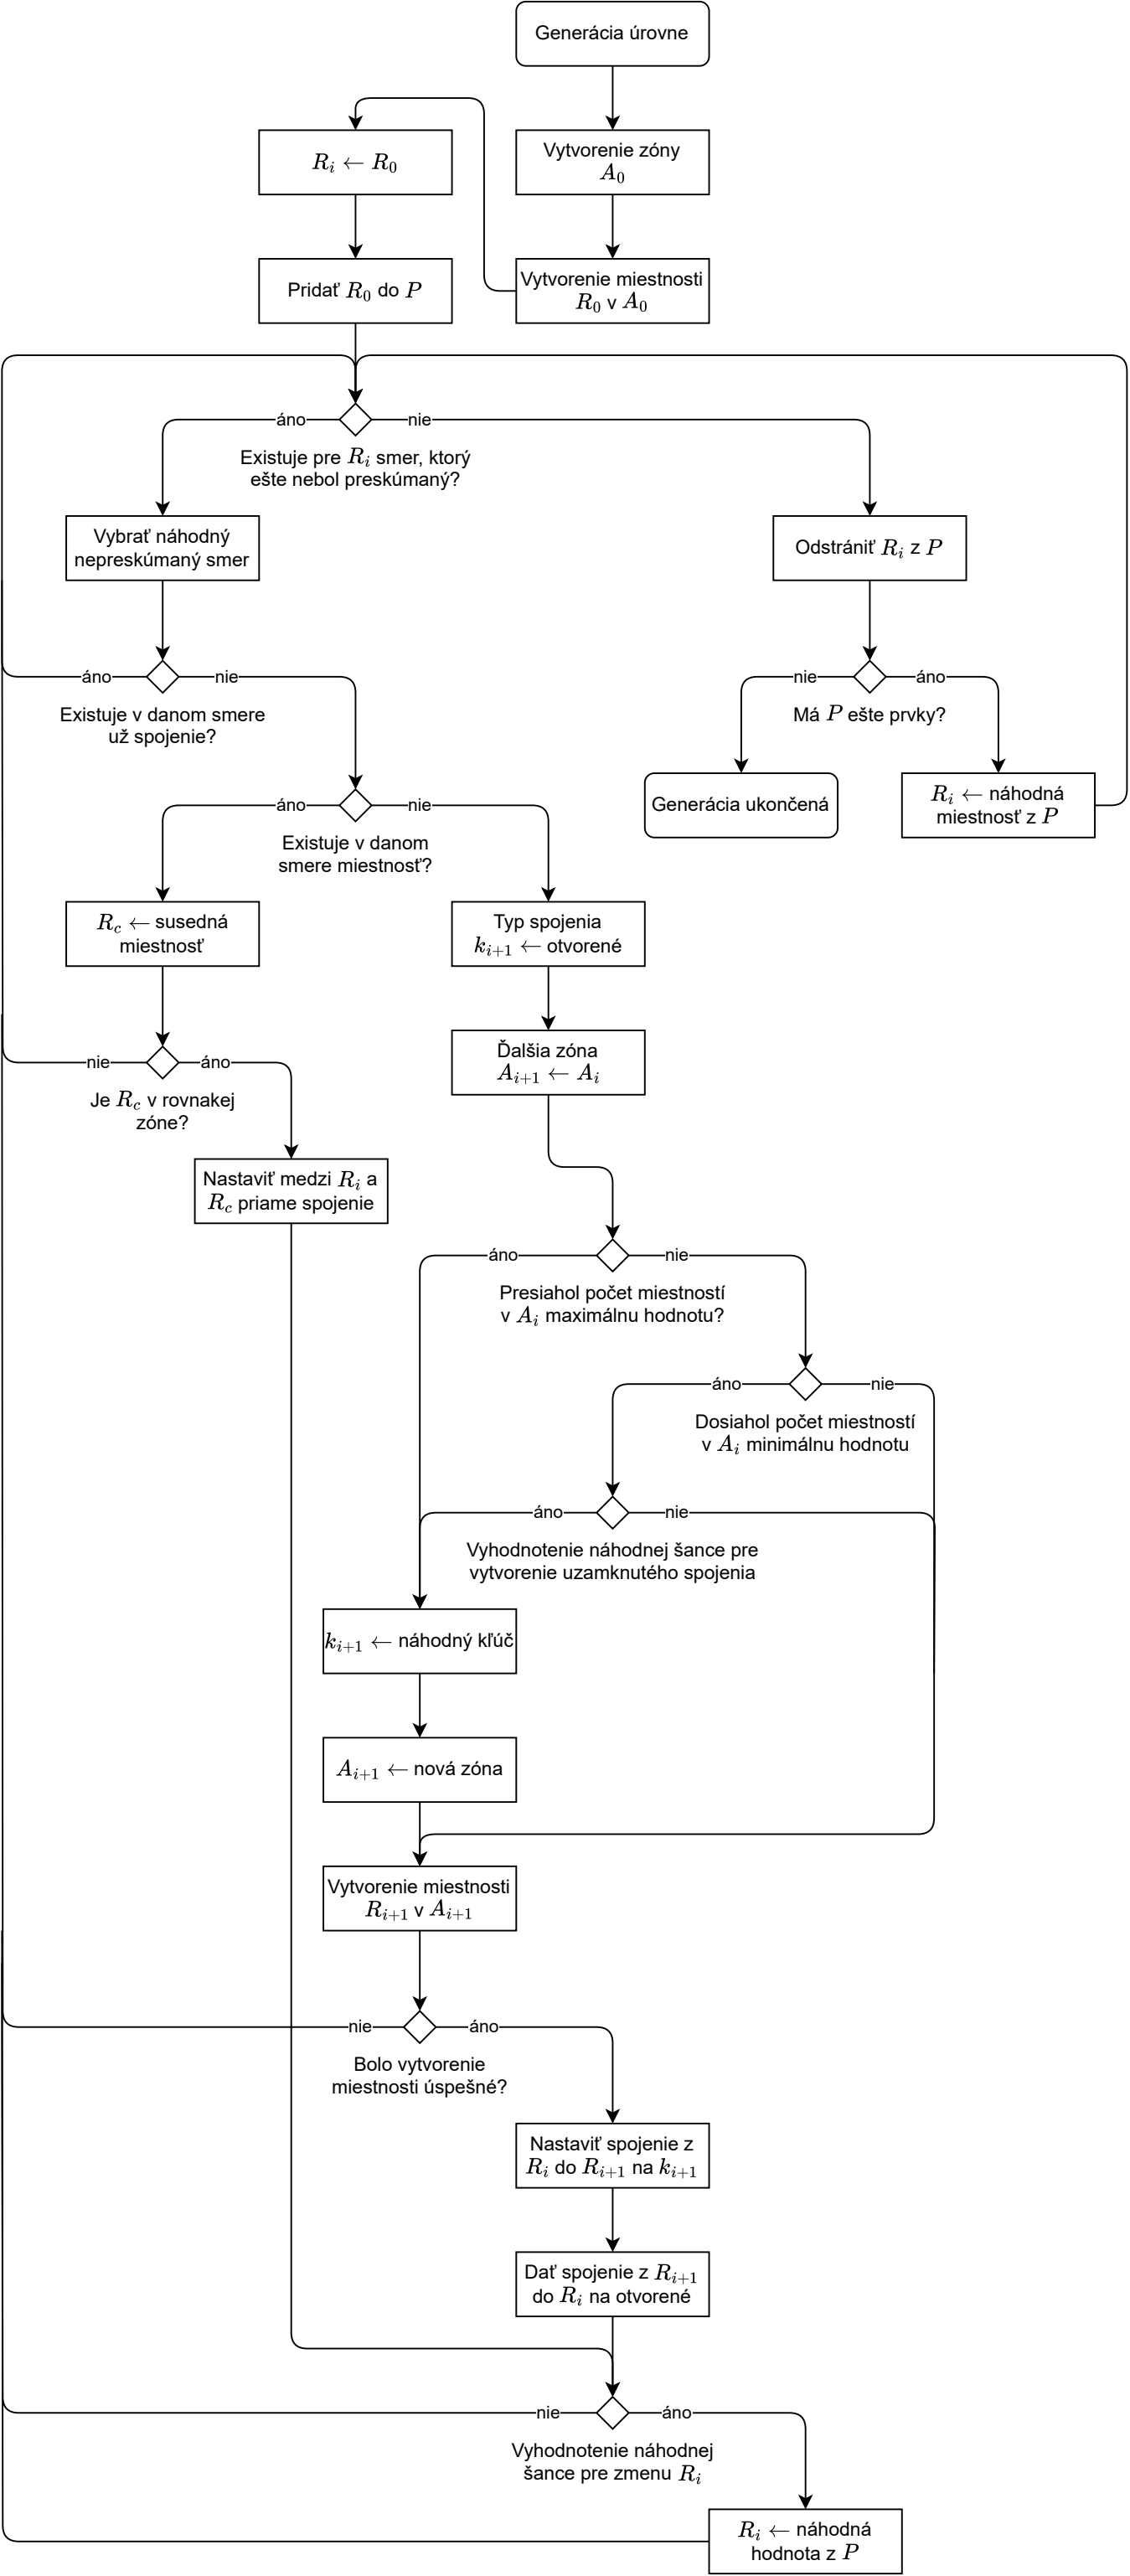 Generácia úrovne
Vytvorenie zóny
A₀
R_i ← R₀
Pridať R₀ do P
Vytvorenie miestnosti
R₀ v A₀
áno
nie
Existuje pre R_i smer, ktorý
ešte nebol preskúmaný?
Vybrať náhodný
nepreskúmaný smer
Odstrániť R_i z P
áno
nie
Existuje v danom smere
už spojenie?
nie
áno
Má P ešte prvky?
Generácia ukončená
R_i ← náhodná
miestnosť z P
áno
nie
Existuje v danom
smere miestnosť?
R_c ← susedná
miestnosť
Typ spojenia
k_{i+1} ← otvorené
nie
áno
Je R_c v rovnakej
zóne?
Ďalšia zóna
A_{i+1} ← A_i
Nastaviť medzi R_i a
R_c priame spojenie
áno
nie
Presiahol počet miestností
v A_i maximálnu hodnotu?
áno
nie
Dosiahol počet miestností
v A_i minimálnu hodnotu
áno
nie
Vyhodnotenie náhodnej šance pre
vytvorenie uzamknutého spojenia
k_{i+1} ← náhodný kľúč
A_{i+1} ← nová zóna
Vytvorenie miestnosti
R_{i+1} v A_{i+1}
nie
áno
Bolo vytvorenie
miestnosti úspešné?
Nastaviť spojenie z
R_i do R_{i+1} na k_{i+1}
Dať spojenie z R_{i+1}
do R_i na otvorené
nie
áno
Vyhodnotenie náhodnej
šance pre zmenu R_i
R_i ← náhodná
hodnota z P